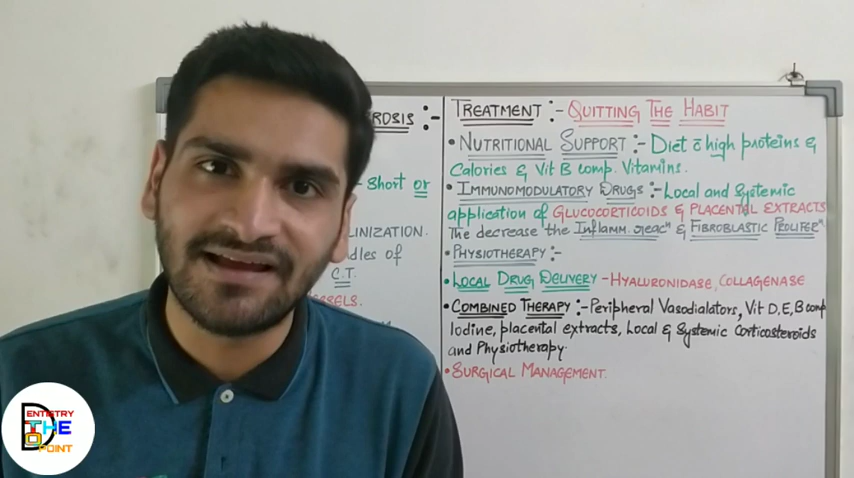 ROSIS :-
- Short or
LINIZATION.
dles of
C.T.
SSELS.
TREATMENT :- QUITTING THE HABIT
• NUTRITIONAL SUPPORT :- Diet c̄ high proteins &
Calories & Vit B comp. Vitamins.
• IMMUNOMODULATORY DRUGS :- Local and Systemic
application of GLUCOCORTICOIDS & PLACENTAL EXTRACTS
The decrease the Inflamm. reacⁿ & FIBROBLASTIC PROLIFERⁿ
• PHYSIOTHERAPY :-
• LOCAL DRUG DELIVERY - HYALURONIDASE, COLLAGENASE
• COMBINED THERAPY :- Peripheral Vasodialators, Vit D, E, B comp
Iodine, placental extracts, Local & Systemic Corticosteroids
and Physiotherapy.
• SURGICAL MANAGEMENT.
DENTISTRY
THE
POINT